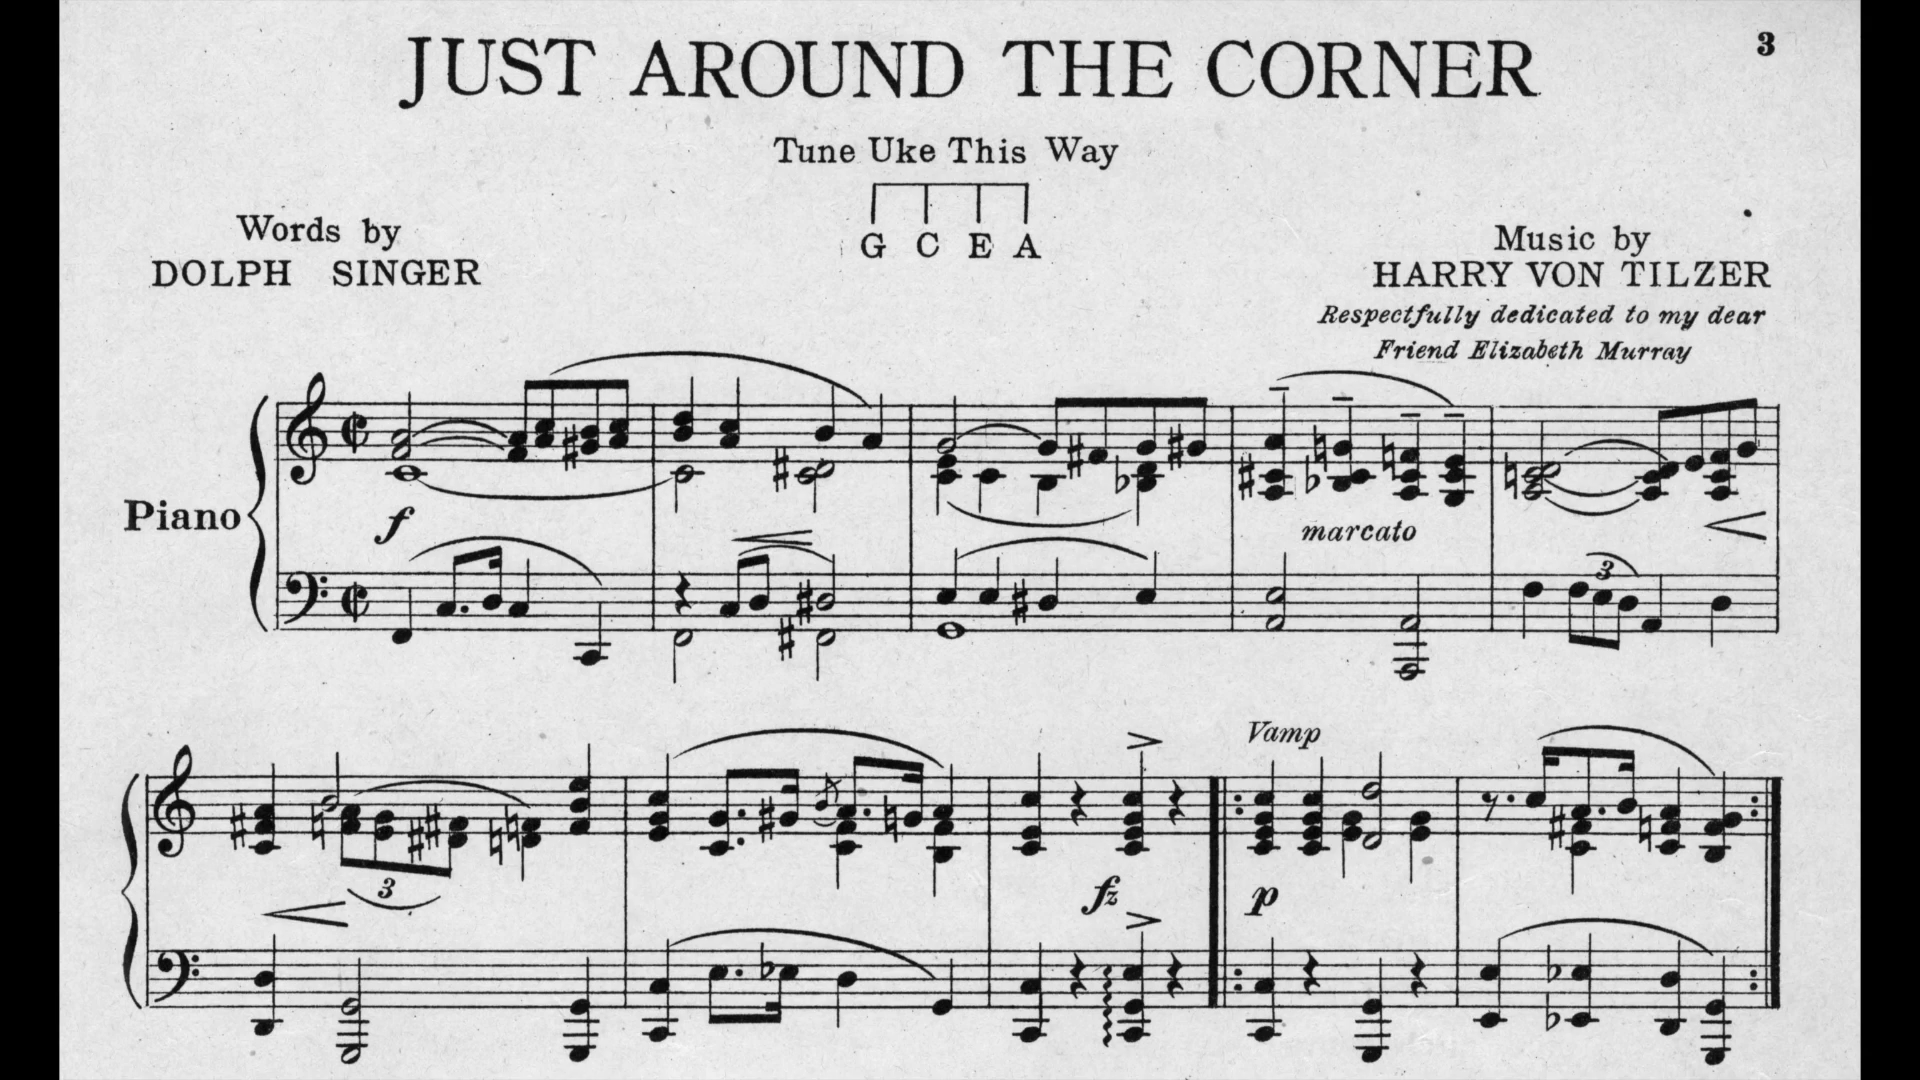 3
JUST AROUND THE CORNER
Tune Uke This Way
G C E A
Words by
DOLPH SINGER
Music by
HARRY VON TILZER
Respectfully dedicated to my dear
Friend Elizabeth Murray
Piano
f
marcato
3
Vamp
3
fz
p